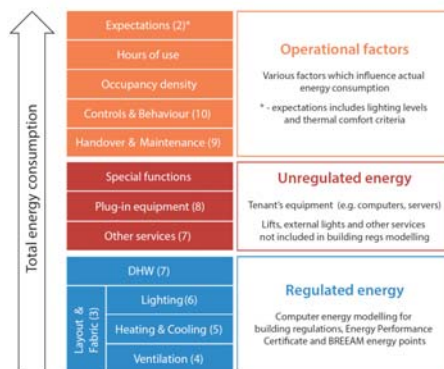 Total energy consumption
Expectations (2)*
Hours of use
Occupancy density
Controls & Behaviour (10)
Handover & Maintenance (9)
Operational factors
Various factors which influence actual
energy consumption
* - expectations includes lighting levels
and thermal comfort criteria
Special functions
Plug-in equipment (8)
Other services (7)
Unregulated energy
Tenant's equipment (e.g. computers, servers)
Lifts, external lights and other services
not included in building regs modelling
DHW (7)
Layout &
Fabric (3)
Lighting (6)
Heating & Cooling (5)
Ventilation (4)
Regulated energy
Computer energy modelling for
building regulations, Energy Performance
Certificate and BREEAM energy points